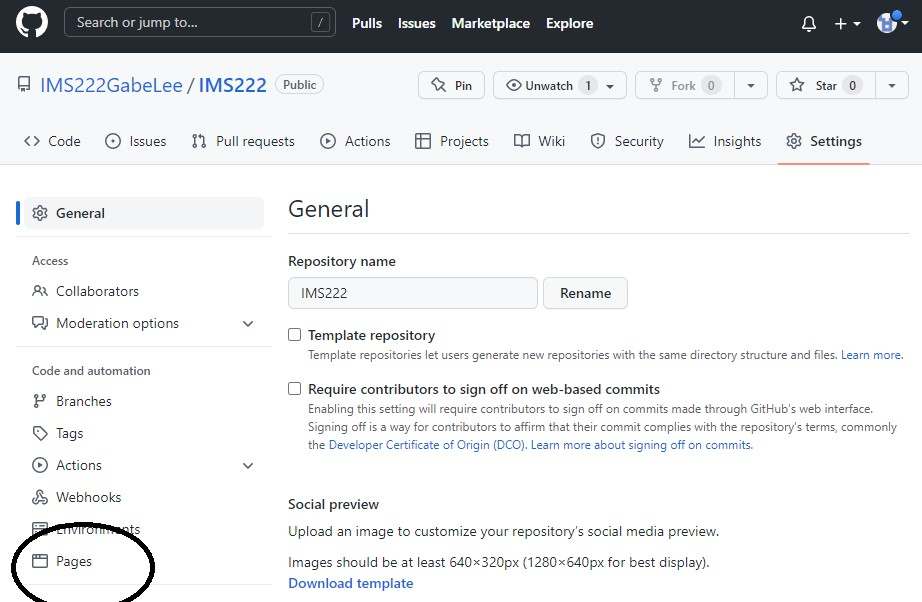 Search or jump to... /
Pulls Issues Marketplace Explore
IMS222GabeLee / IMS222 Public
Pin Unwatch 1 Fork 0 Star 0
Code Issues Pull requests Actions Projects Wiki Security Insights Settings
General
Access
Collaborators
Moderation options
Code and automation
Branches
Tags
Actions
Webhooks
Environments
Pages
General
Repository name
IMS222 Rename
Template repository
Template repositories let users generate new repositories with the same directory structure and files. Learn more.
Require contributors to sign off on web-based commits
Enabling this setting will require contributors to sign off on commits made through GitHub's web interface.
Signing off is a way for contributors to affirm that their commit complies with the repository's terms, commonly
the Developer Certificate of Origin (DCO). Learn more about signing off on commits.
Social preview
Upload an image to customize your repository's social media preview.
Images should be at least 640×320px (1280×640px for best display).
Download template